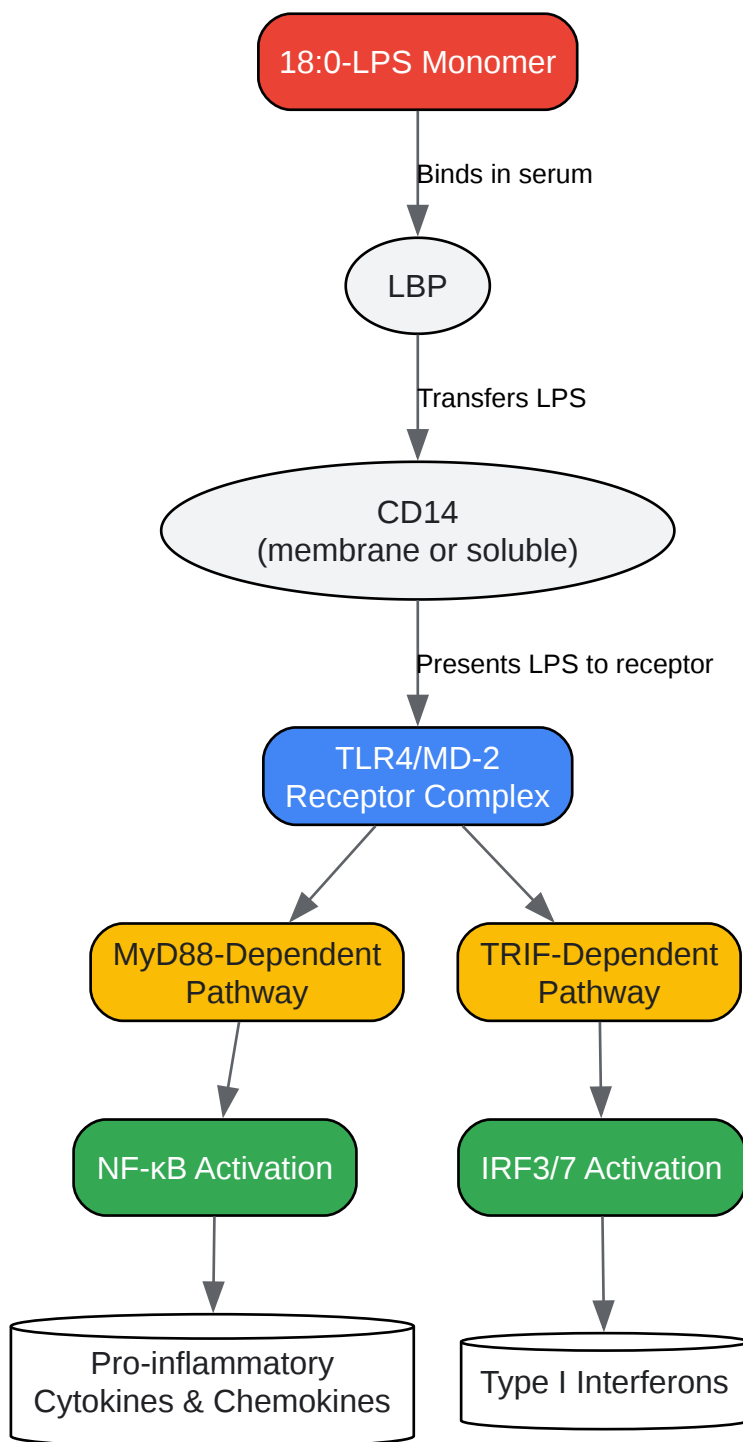 18:0-LPS Monomer
Binds in serum
LBP
Transfers LPS
CD14
(membrane or soluble)
Presents LPS to receptor
TLR4/MD-2
Receptor Complex
MyD88-Dependent
Pathway
TRIF-Dependent
Pathway
NF-κB Activation
IRF3/7 Activation
Pro-inflammatory
Cytokines & Chemokines
Type I Interferons